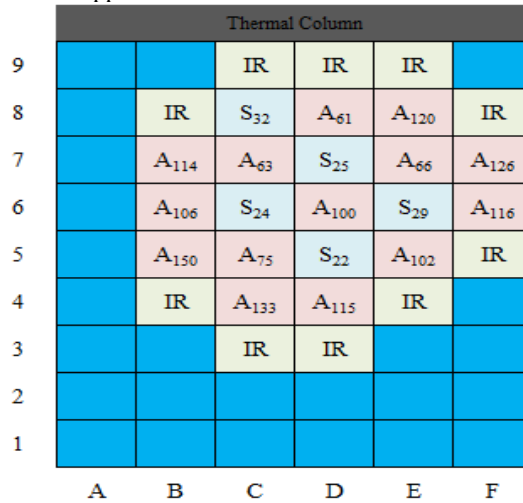 Thermal Column
9 IR IR IR
8 IR S32 A61 A120 IR
7 A114 A63 S25 A66 A126
6 A106 S24 A100 S29 A116
5 A150 A75 S22 A102 IR
4 IR A133 A115 IR
3 IR IR
2
1
A B C D E F